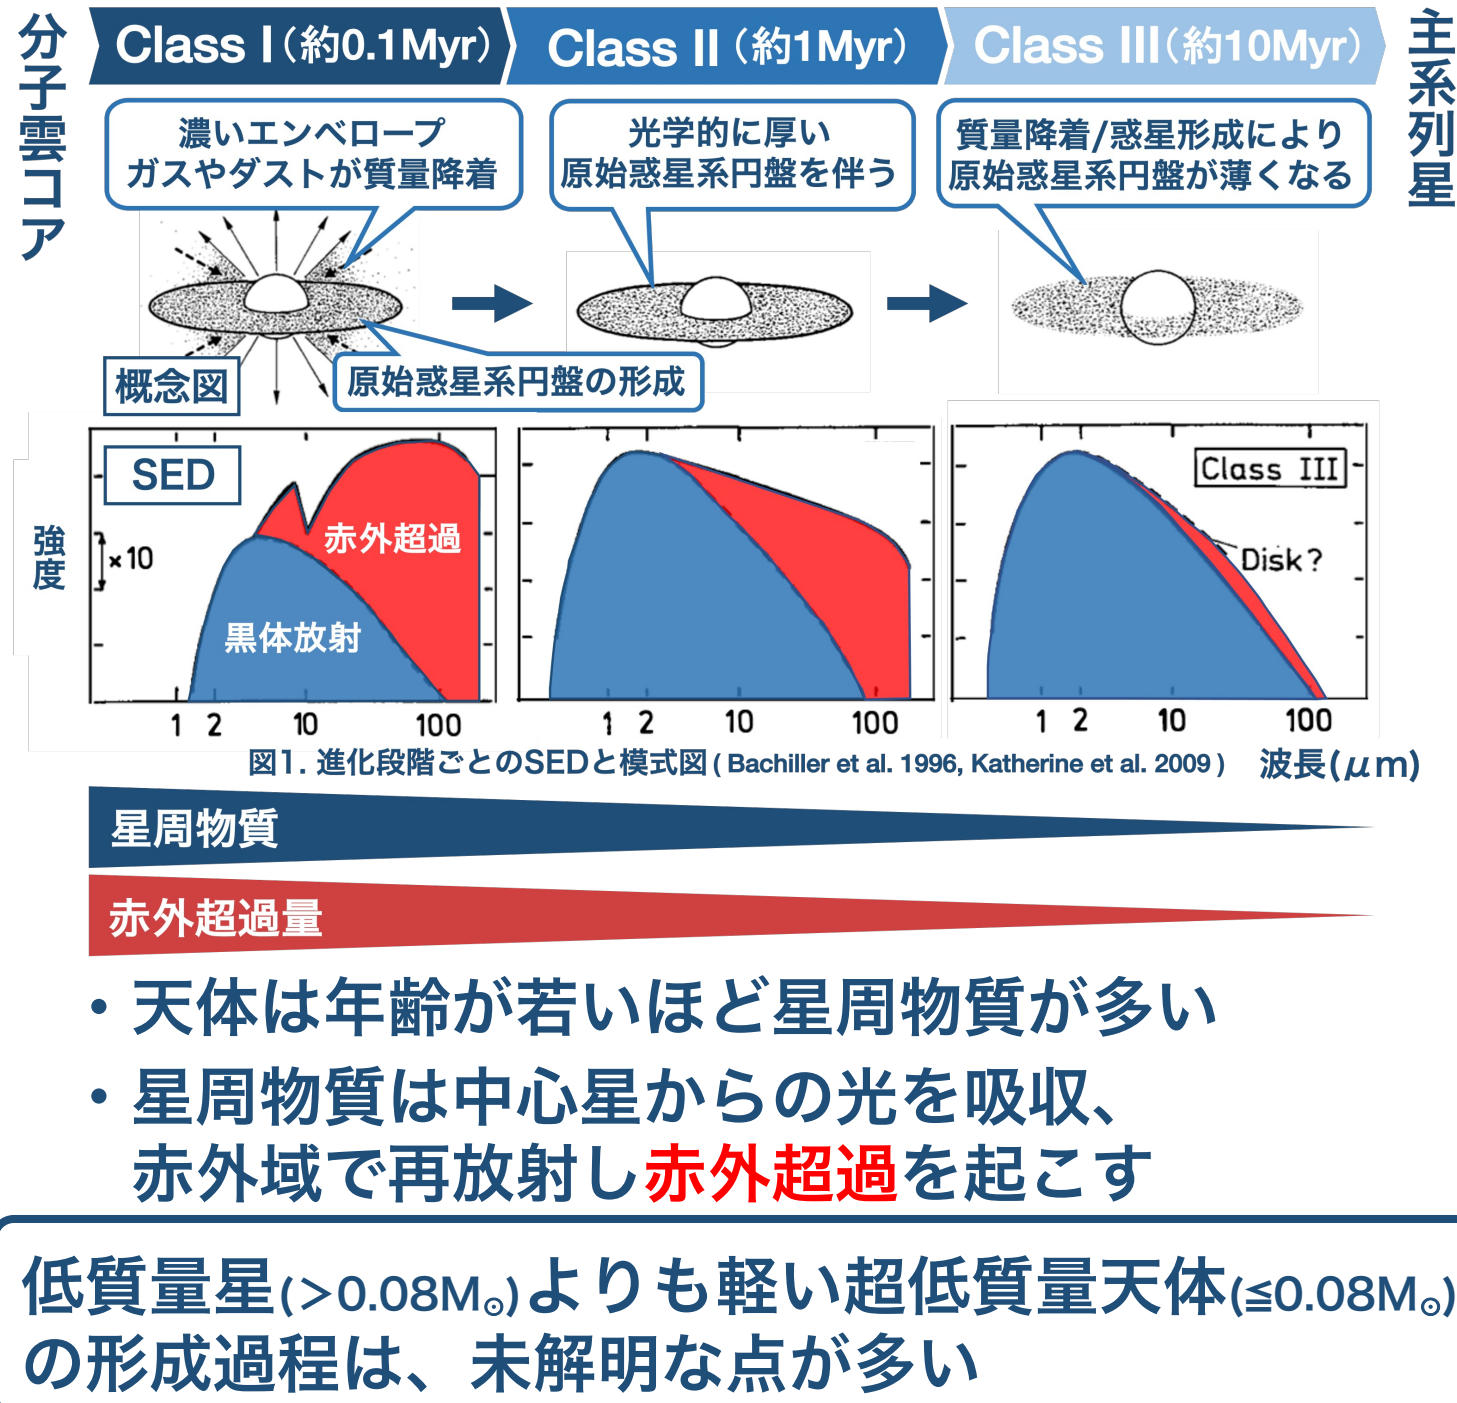 分子雲コア
Class I（約0.1Myr）
Class II（約1Myr）
Class III（約10Myr）
主系列星
濃いエンベロープ
ガスやダストが質量降着
光学的に厚い
原始惑星系円盤を伴う
質量降着/惑星形成により
原始惑星系円盤が薄くなる
概念図
原始惑星系円盤の形成
SED
強度
×10
赤外超過
黒体放射
1 2 10 100
1 2 10 100
Class III
Disk?
1 2 10 100
図1. 進化段階ごとのSEDと模式図 ( Bachiller et al. 1996, Katherine et al. 2009 )
波長(μm)
星周物質
赤外超過量
・天体は年齢が若いほど星周物質が多い
・星周物質は中心星からの光を吸収、
赤外域で再放射し赤外超過を起こす
低質量星(＞0.08M⊙)よりも軽い超低質量天体(≦0.08M⊙)
の形成過程は、未解明な点が多い